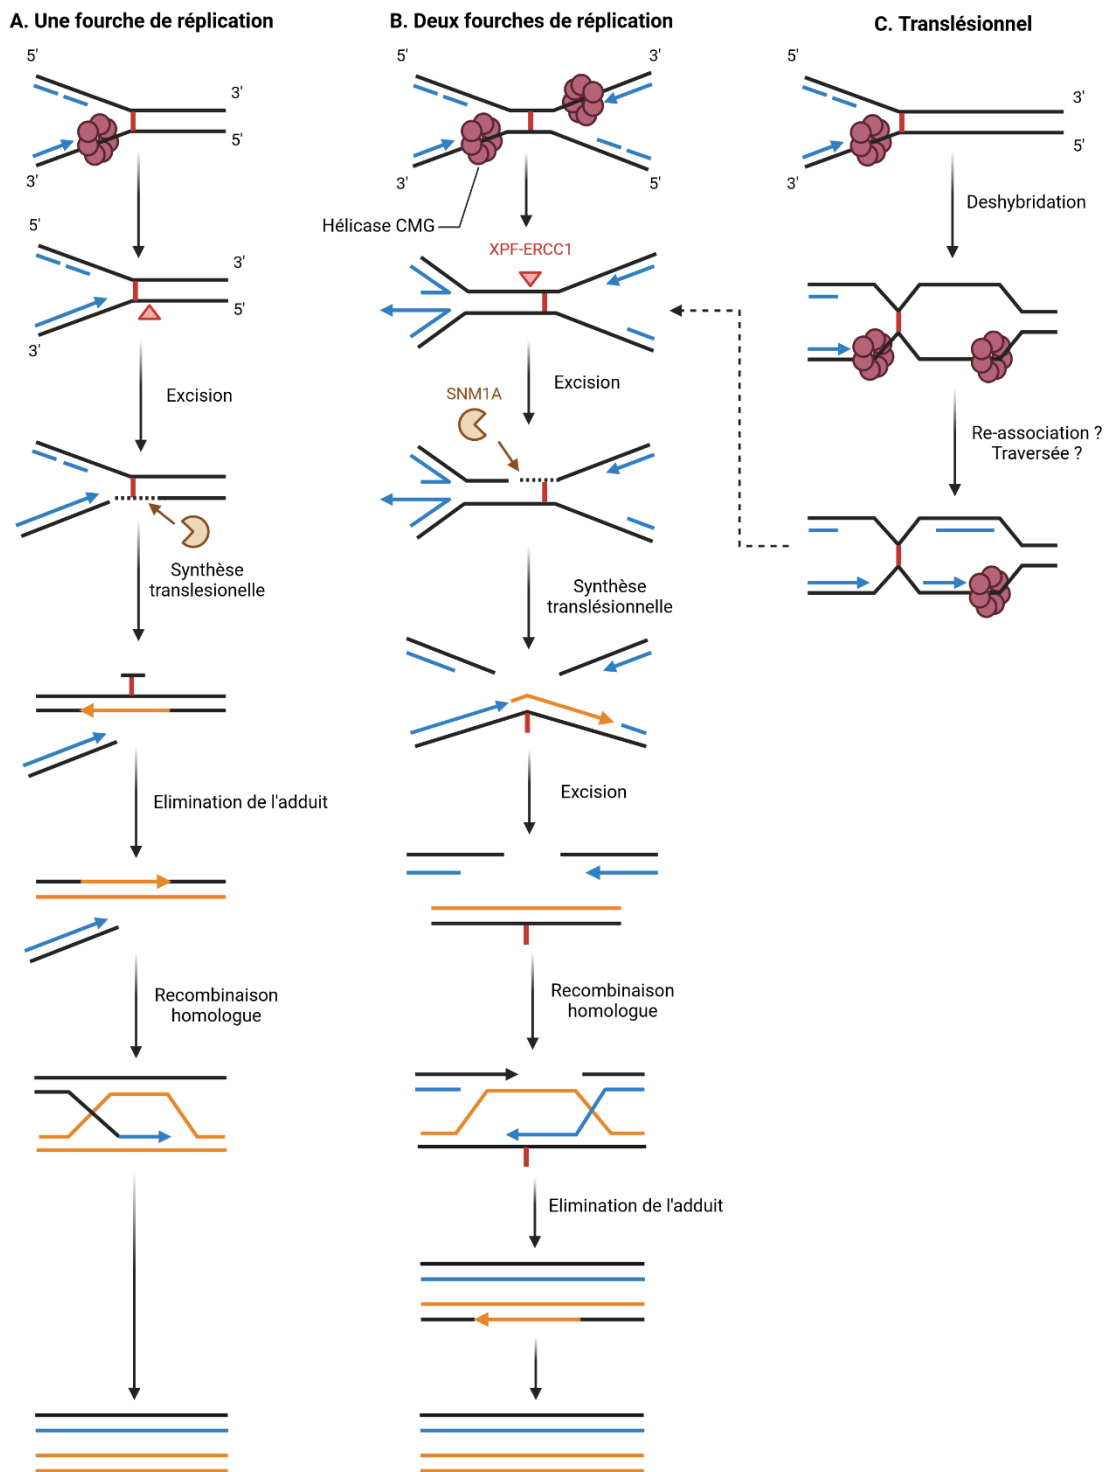 A. Une fourche de réplication
5'
3'
5'
3'
5'
3'
5'
3'
Excision
Synthèse
translesionelle
Elimination de l'adduit
Recombinaison
homologue
B. Deux fourches de réplication
5'
3'
3'
5'
Hélicase CMG
XPF-ERCC1
Excision
SNM1A
Synthèse
translésionnelle
Excision
Recombinaison
homologue
Elimination de l'adduit
C. Translésionnel
5'
3'
5'
3'
Deshybridation
Re-association ?
Traversée ?